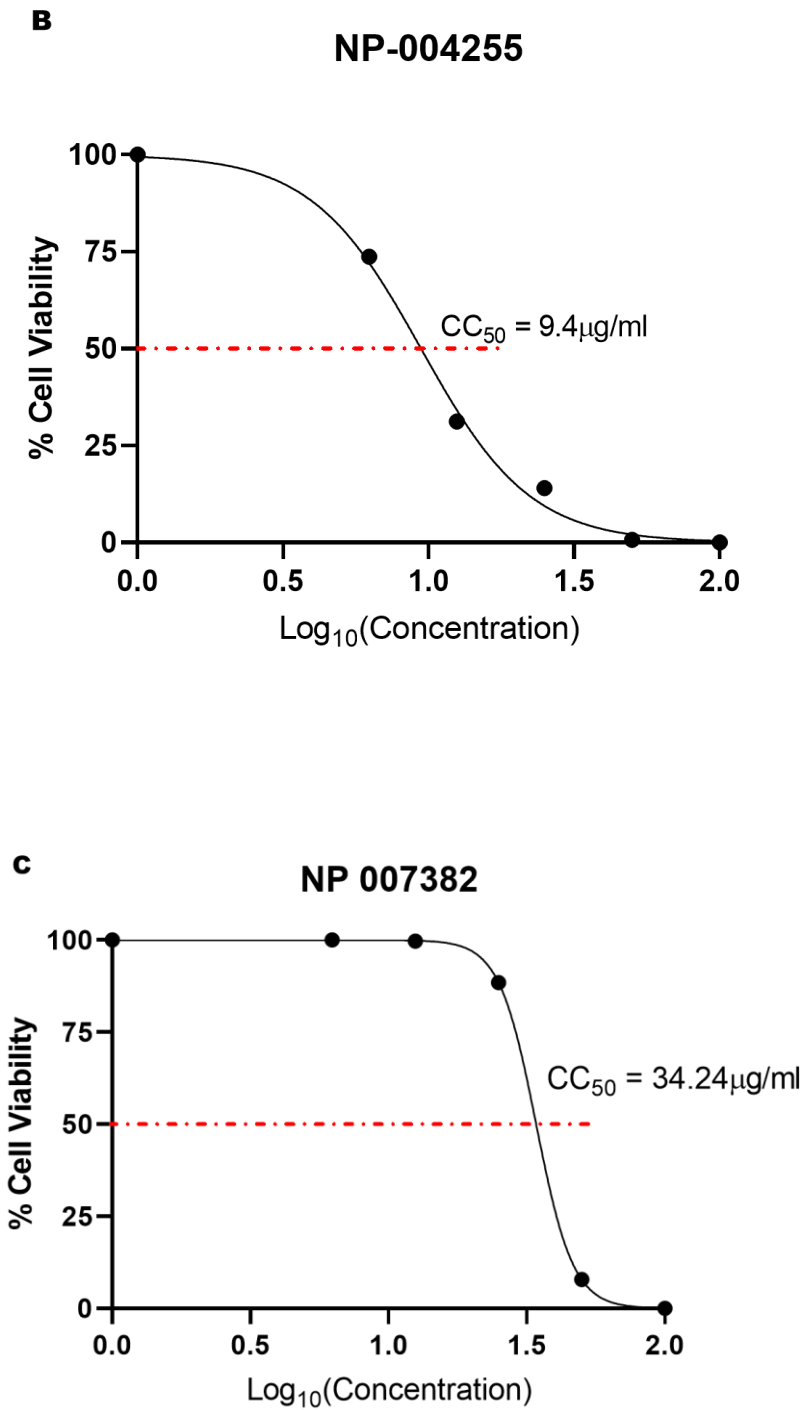 B
NP-004255
100
75
50
25
0
% Cell Viability
CC50 = 9.4μg/ml
0.0 0.5 1.0 1.5 2.0
Log10(Concentration)
C
NP 007382
100
75
50
25
0
% Cell Viability
CC50 = 34.24μg/ml
0.0 0.5 1.0 1.5 2.0
Log10(Concentration)